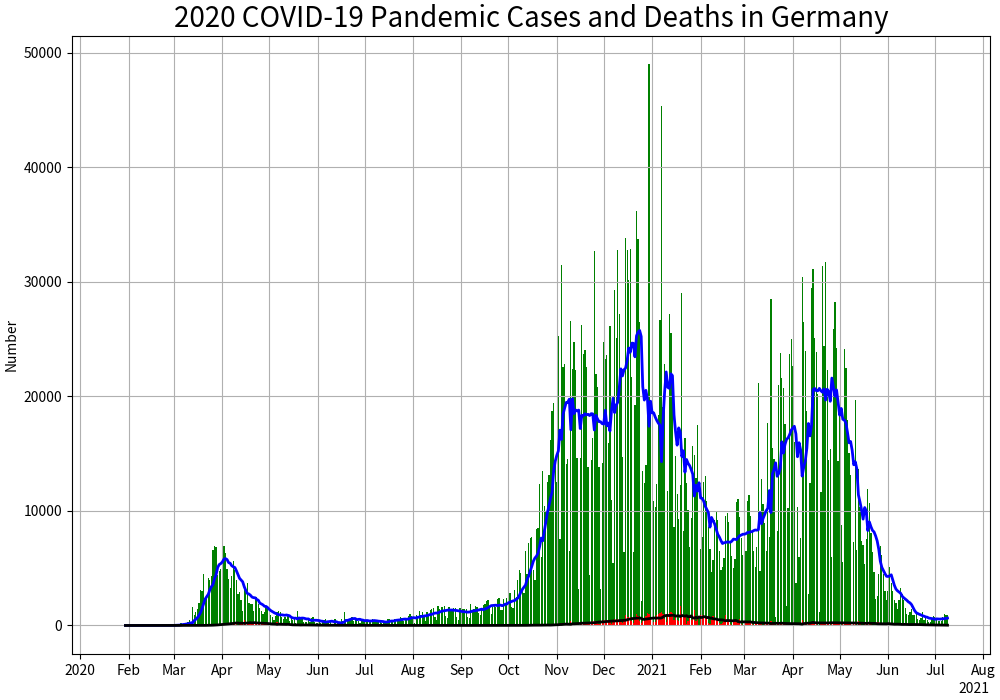 2020 COVID-19 Pandemic Cases and Deaths in Germany
50000
40000
30000
20000
10000
0
Number
2020 Feb Mar Apr May Jun Jul Aug Sep Oct Nov Dec 2021 Feb Mar Apr May Jun Jul Aug
2021